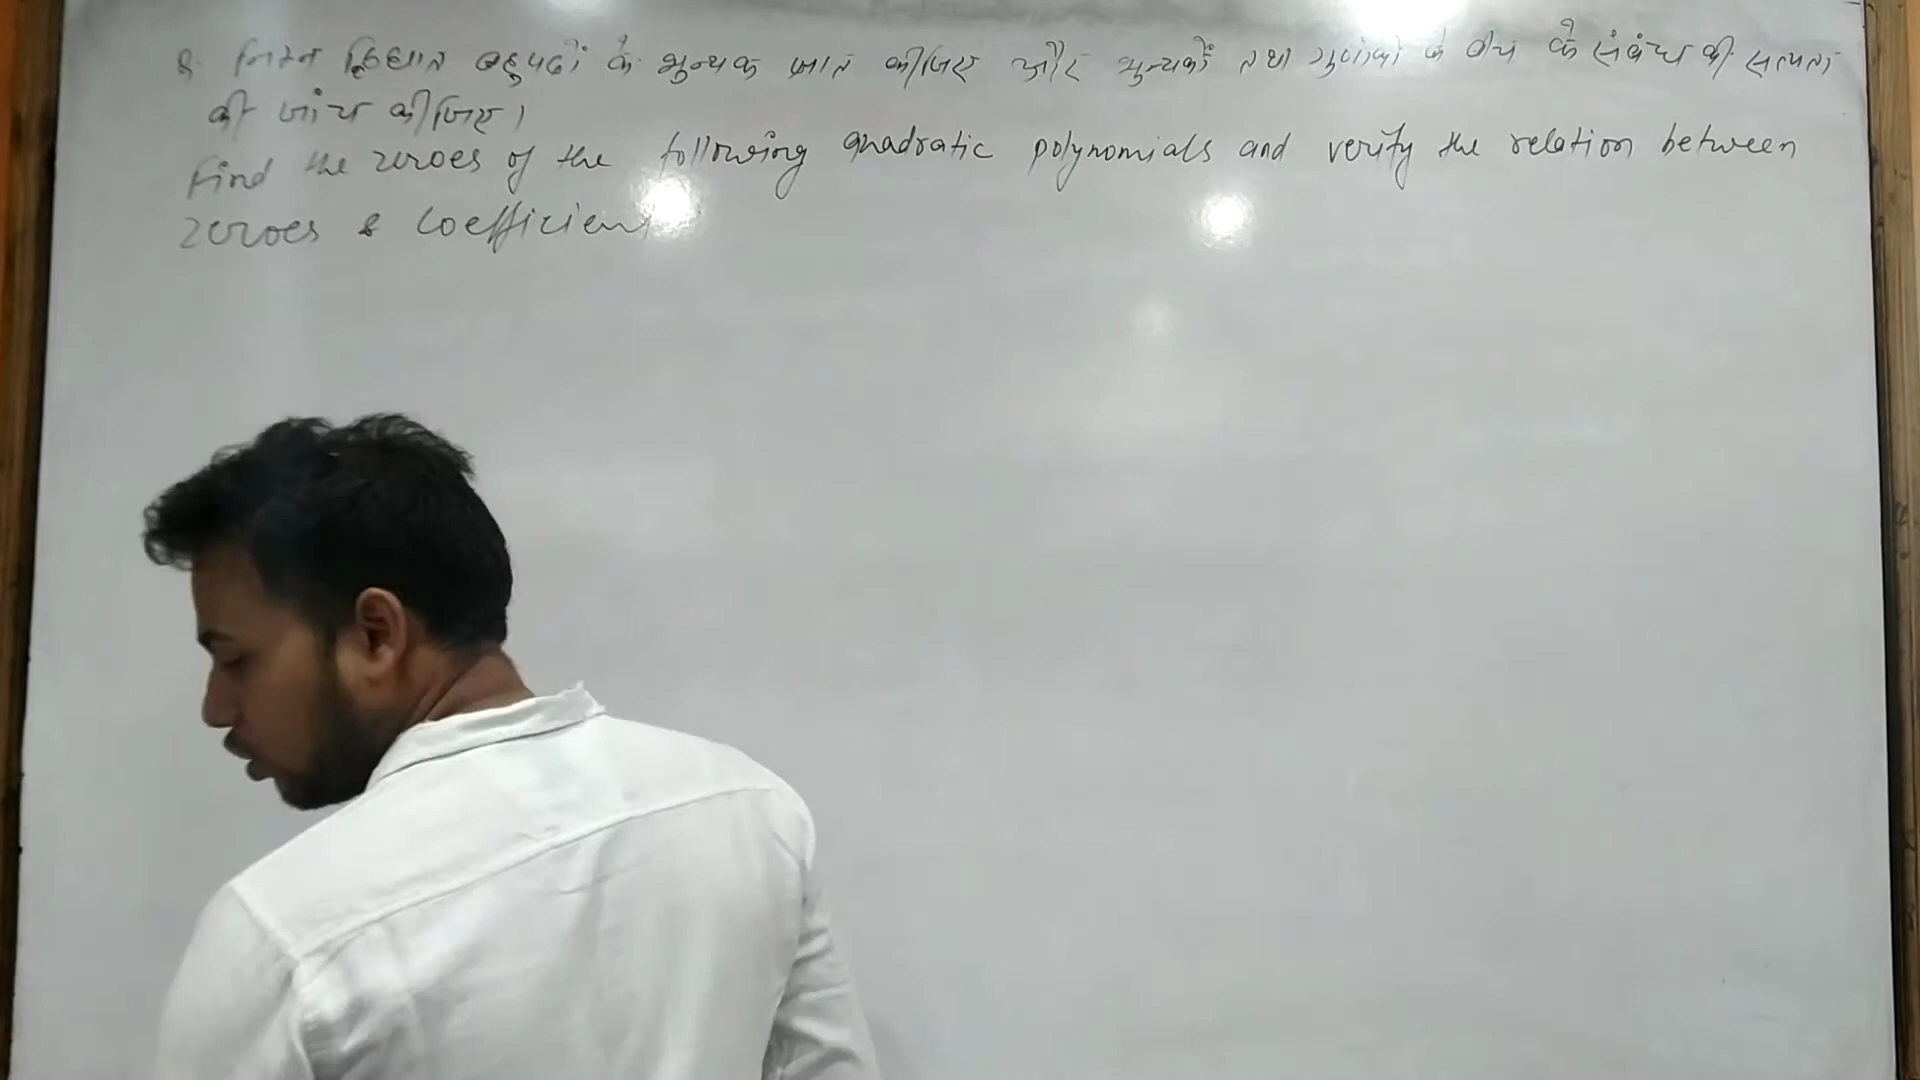 Q. निम्न द्विघात बहुपदों के शुन्यक ज्ञात कीजिए और शुन्यकों तथा गुणांको के बीच के संबंध की सत्यता
की जांच कीजिए।
Find the zeroes of the following quadratic polynomials and verify the relation between
zeroes & coefficient